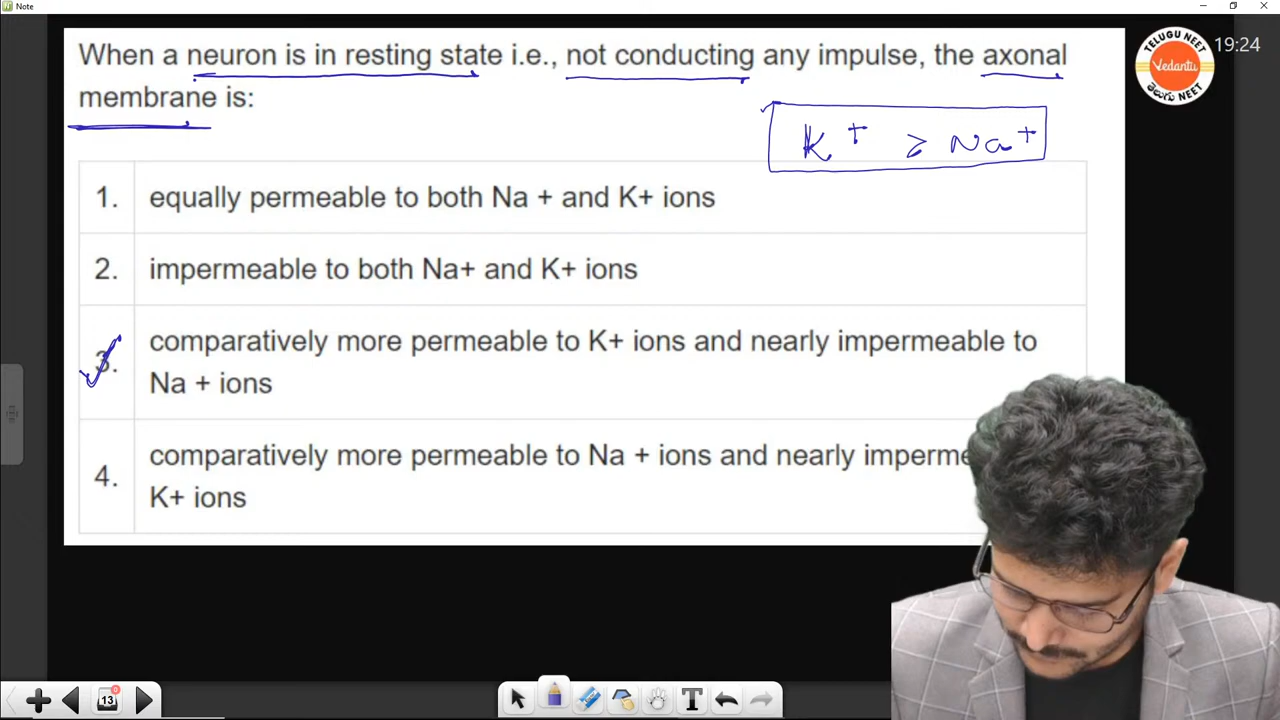 Note
When a neuron is in resting state i.e., not conducting any impulse, the axonal
membrane is:
K+ > Na+
1. equally permeable to both Na + and K+ ions
2. impermeable to both Na+ and K+ ions
3. comparatively more permeable to K+ ions and nearly impermeable to
Na + ions
4. comparatively more permeable to Na + ions and nearly
K+ ions
TELUGU NEET
Vedantu
తెలుగు NEET
19:24
13
8
T